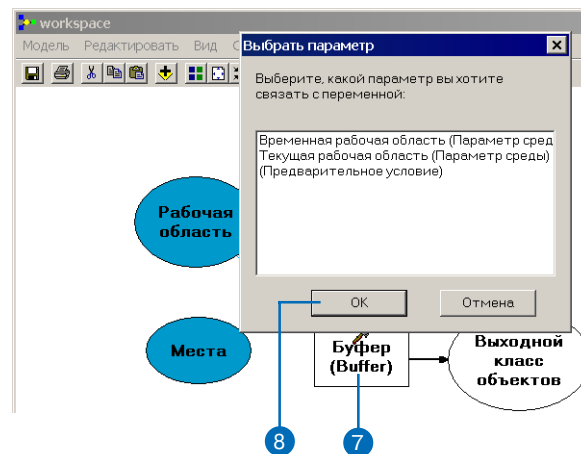 workspace
Модель Редактировать Вид
Выбрать параметр
Выберите, какой параметр вы хотите
связать с переменной:
Временная рабочая область (Параметр сред
Текущая рабочая область (Параметр среды)
(Предварительное условие)
OK
Отмена
Рабочая
область
Места
Буфер
(Buffer)
Выходной
класс
объектов
8
7